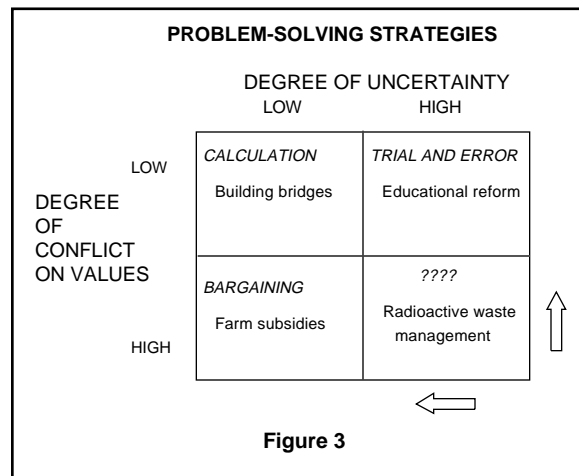 PROBLEM-SOLVING STRATEGIES
DEGREE OF UNCERTAINTY
LOW HIGH
LOW
DEGREE
OF
CONFLICT
ON VALUES
HIGH
CALCULATION
Building bridges
TRIAL AND ERROR
Educational reform
BARGAINING
Farm subsidies
????
Radioactive waste
management
Figure 3